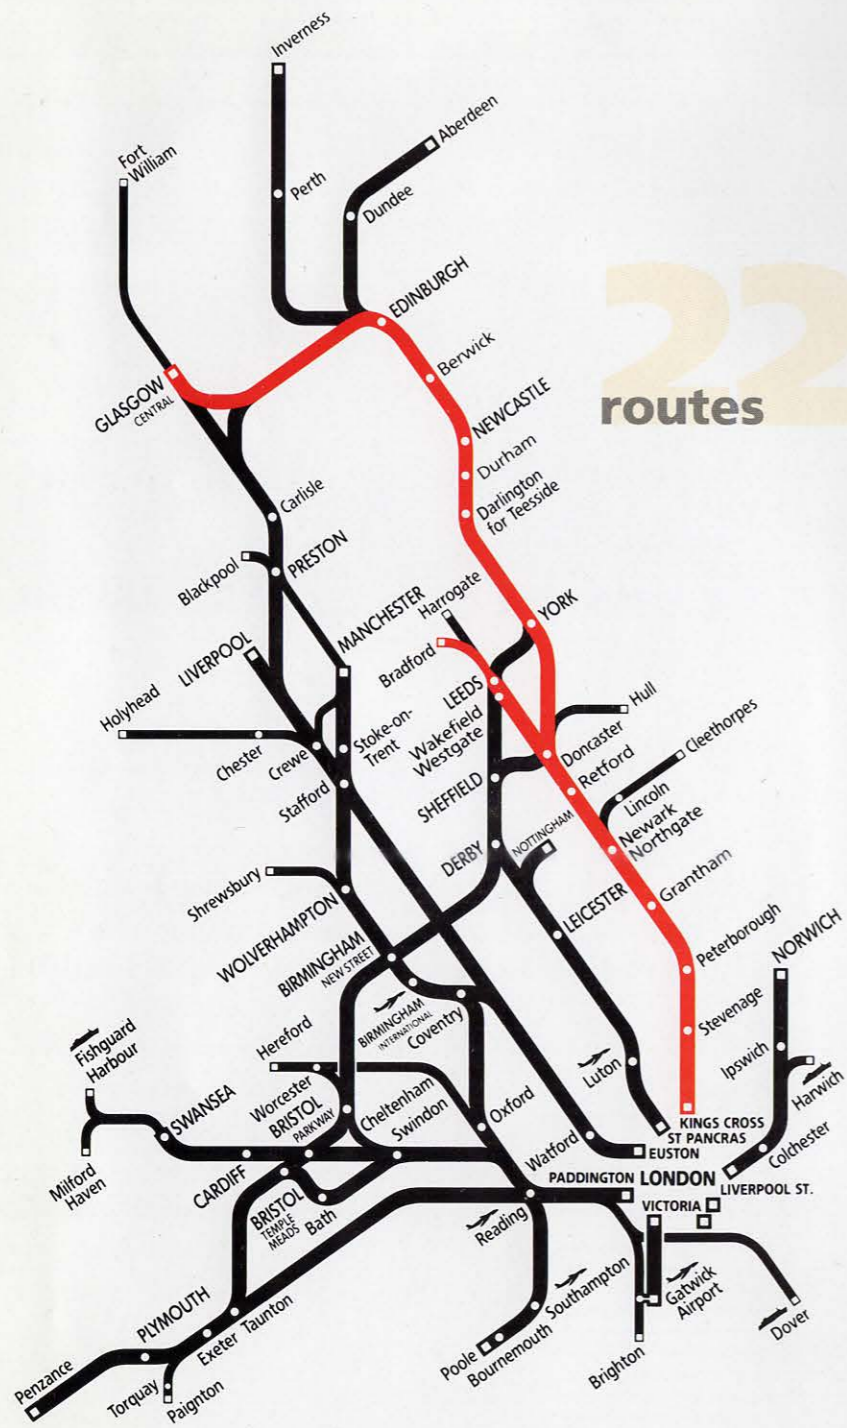 Inverness
Aberdeen
Fort
William
Perth
Dundee
EDINBURGH
22
routes
Berwick
GLASGOW
CENTRAL
NEWCASTLE
Durham
Darlington
for Teesside
Carlisle
Blackpool
PRESTON
Harrogate
YORK
MANCHESTER
LIVERPOOL
Bradford
LEEDS
Holyhead
Wakefield
Westgate
Hull
Cleethorpes
Chester
Crewe
Stoke-on-
Trent
Doncaster
Retford
Stafford
SHEFFIELD
Lincoln
Newark
Northgate
NOTTINGHAM
DERBY
Shrewsbury
Grantham
LEICESTER
WOLVERHAMPTON
BIRMINGHAM
NEW STREET
Peterborough
NORWICH
BIRMINGHAM
INTERNATIONAL
Coventry
Stevenage
Hereford
Fishguard
Harbour
Ipswich
Luton
Harwich
Worcester
SWANSEA
BRISTOL
PARKWAY
Cheltenham
Swindon
Oxford
KINGS CROSS
ST PANCRAS
EUSTON
Watford
Colchester
Milford
Haven
CARDIFF
PADDINGTON
LONDON
LIVERPOOL ST.
VICTORIA
BRISTOL
TEMPLE
MEADS
Bath
Reading
Southampton
Gatwick
Airport
PLYMOUTH
Exeter
Taunton
Dover
Poole
Bournemouth
Brighton
Penzance
Torquay
Paignton